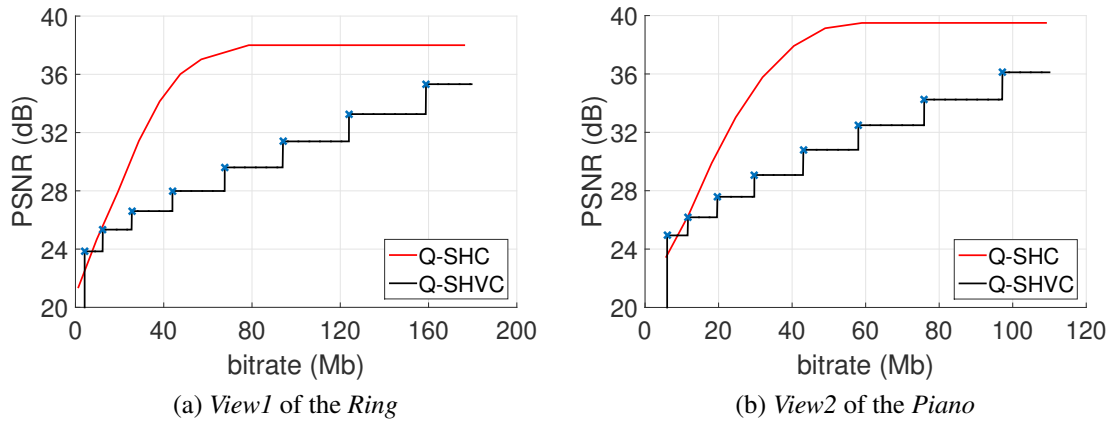 40
36
32
28
24
20
PSNR (dB)
0
40
80
120
160
200
bitrate (Mb)
Q-SHC
Q-SHVC
(a) View1 of the Ring
40
36
32
28
24
20
PSNR (dB)
0
20
40
60
80
100
120
bitrate (Mb)
Q-SHC
Q-SHVC
(b) View2 of the Piano